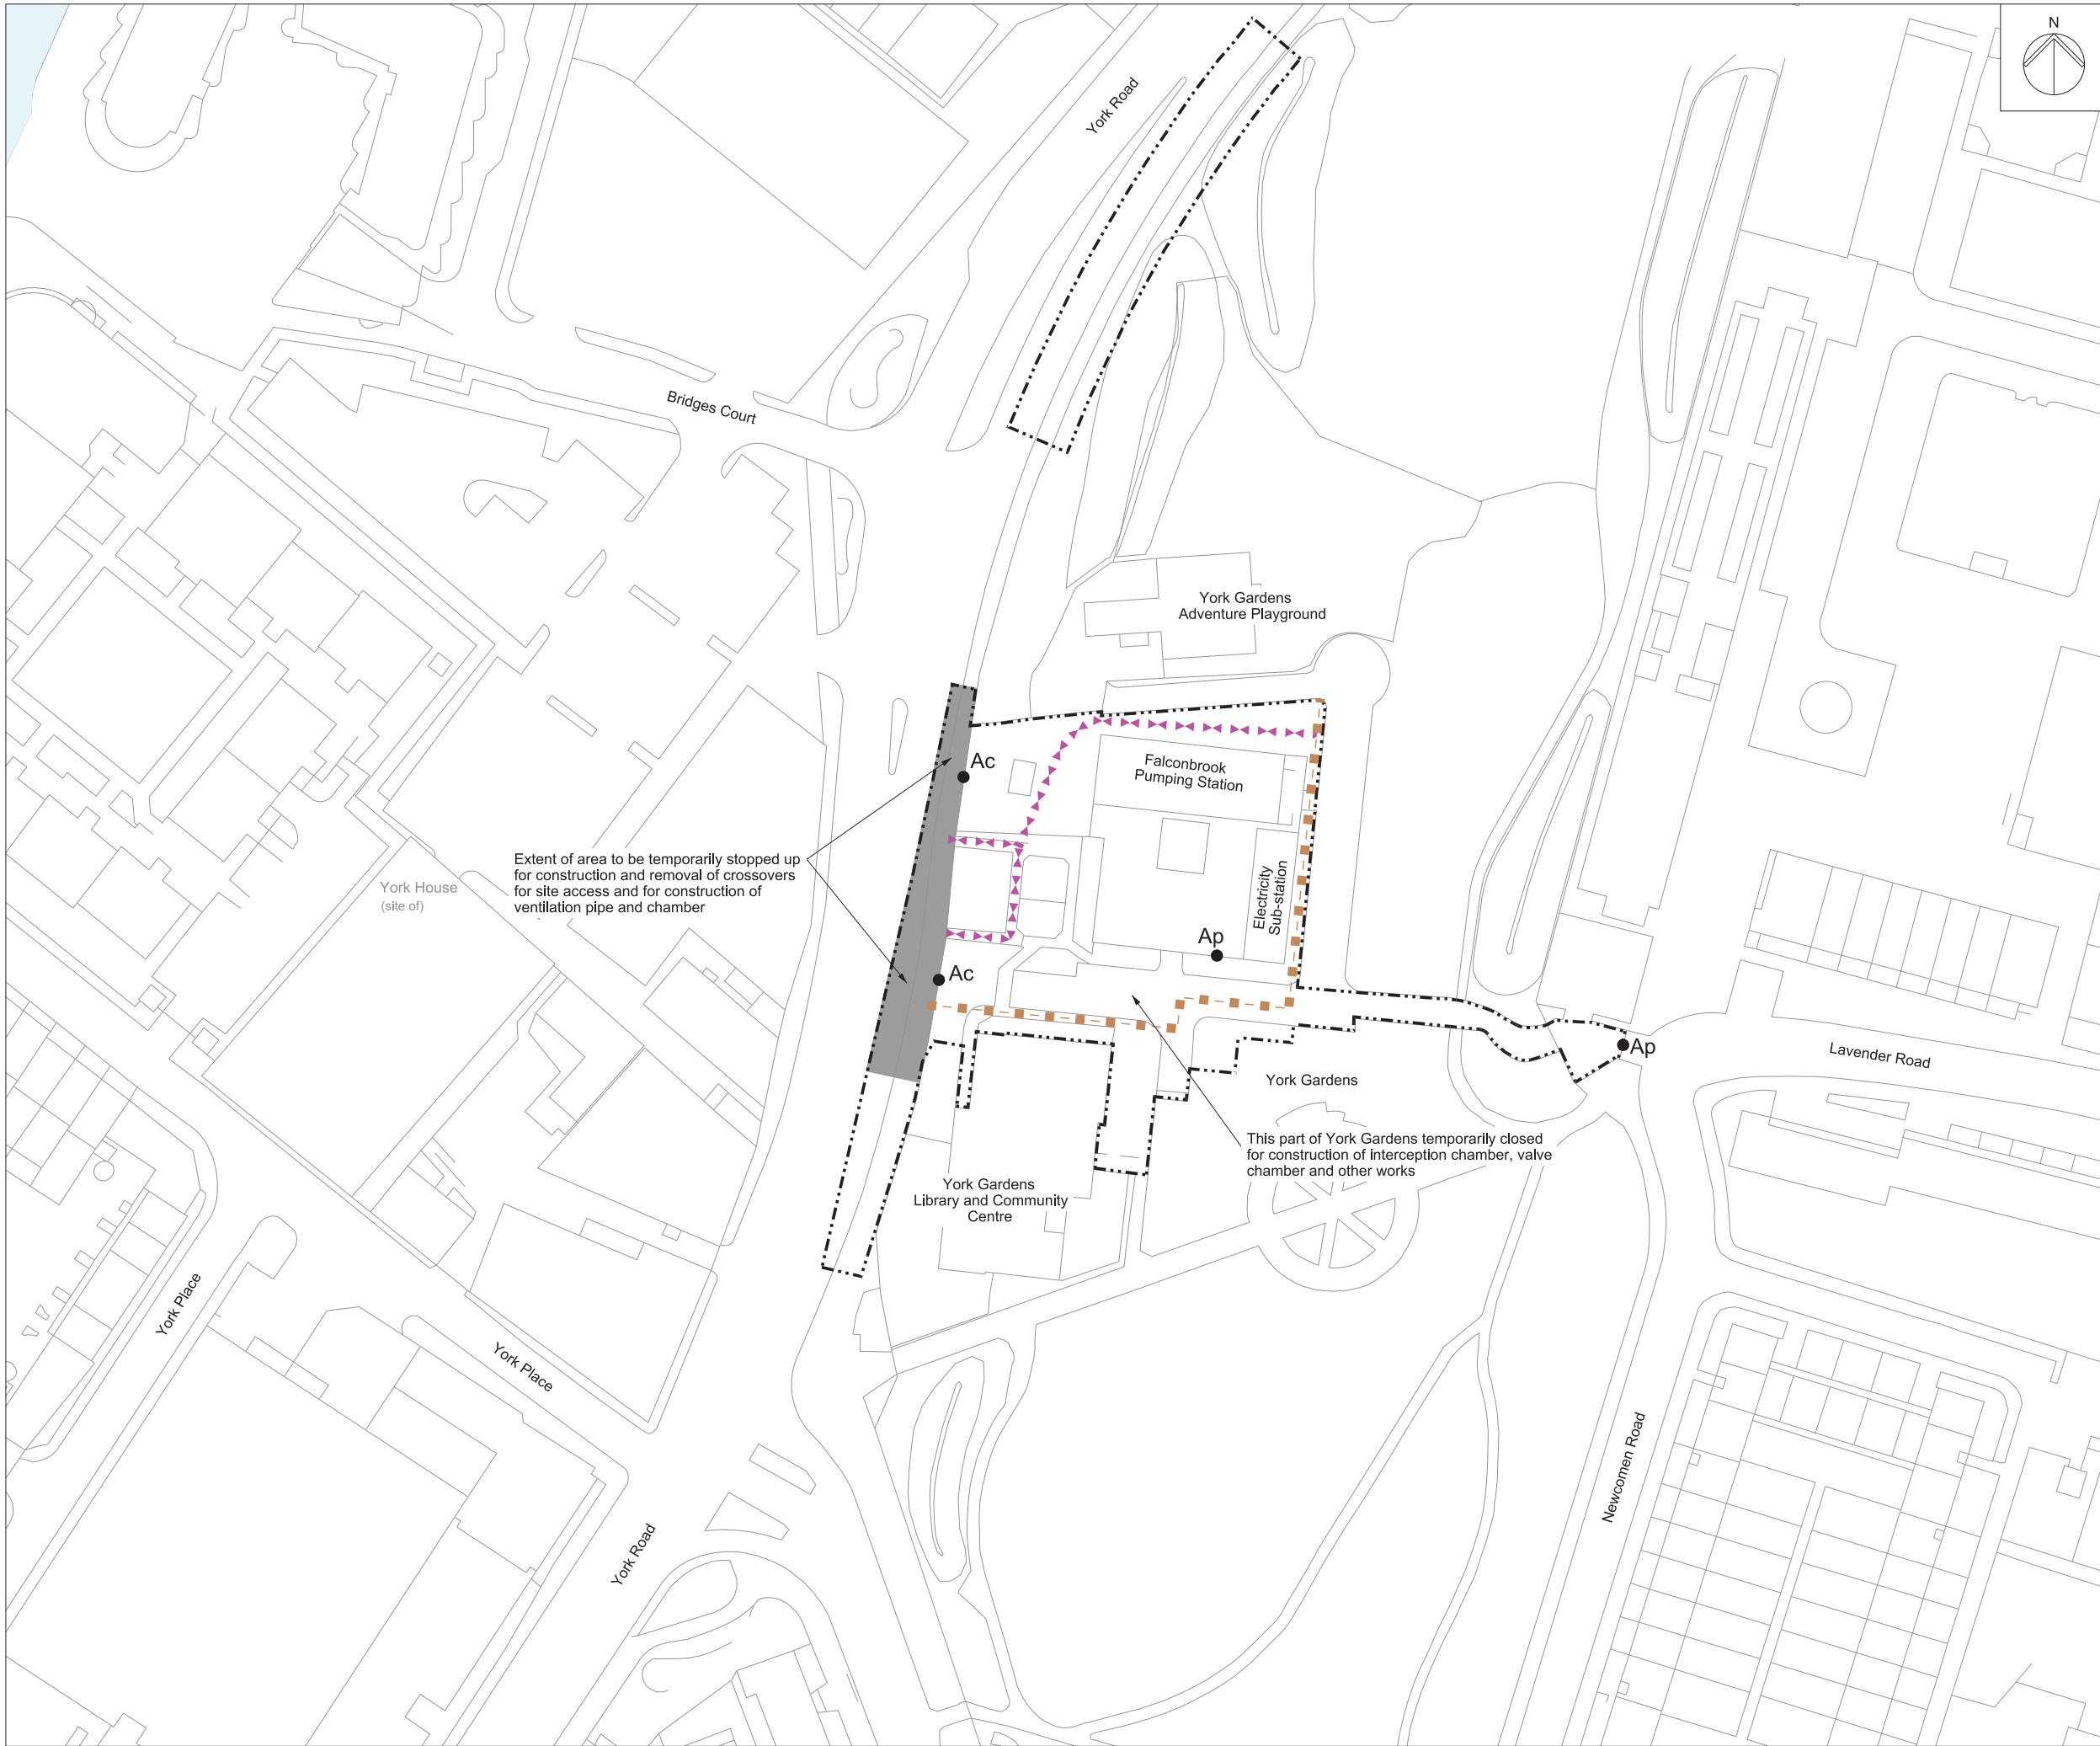 N
York Road
Bridges Court
York Gardens
Adventure Playground
Ac
Falconbrook
Pumping Station
Extent of area to be temporarily stopped up
for construction and removal of crossovers
for site access and for construction of
ventilation pipe and chamber
York House
(site of)
Electricity
Sub-station
Ap
Ac
Ap
Lavender Road
York Gardens
This part of York Gardens temporarily closed
for construction of interception chamber, valve
chamber and other works
York Gardens
Library and Community
Centre
York Place
York Place
Newcomen Road
York Road